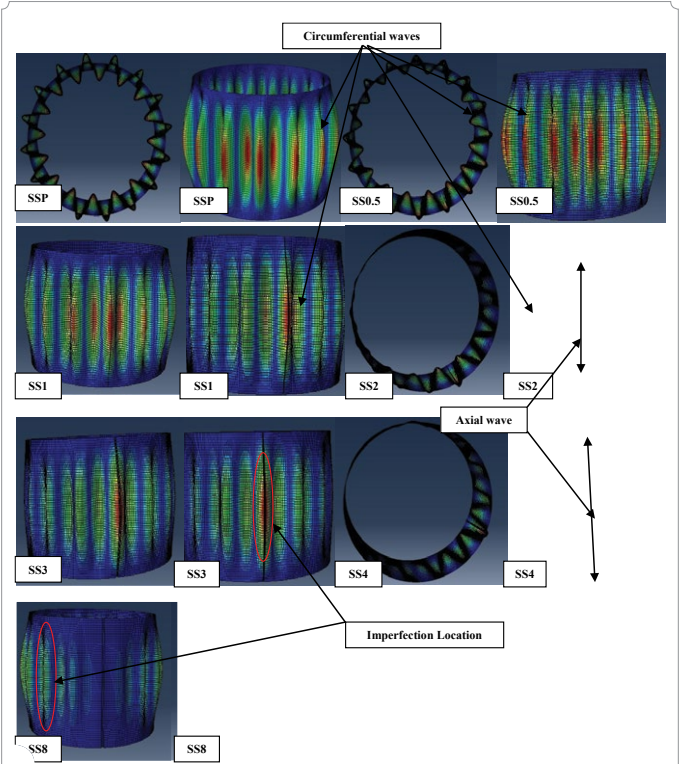 Circumferential waves
SSP
SS0.5
SS0.5
SS1
SS1
SS2
SS2
Axial wave
SS3
SS3
SS4
SS4
Imperfection Location
SS8
SS8